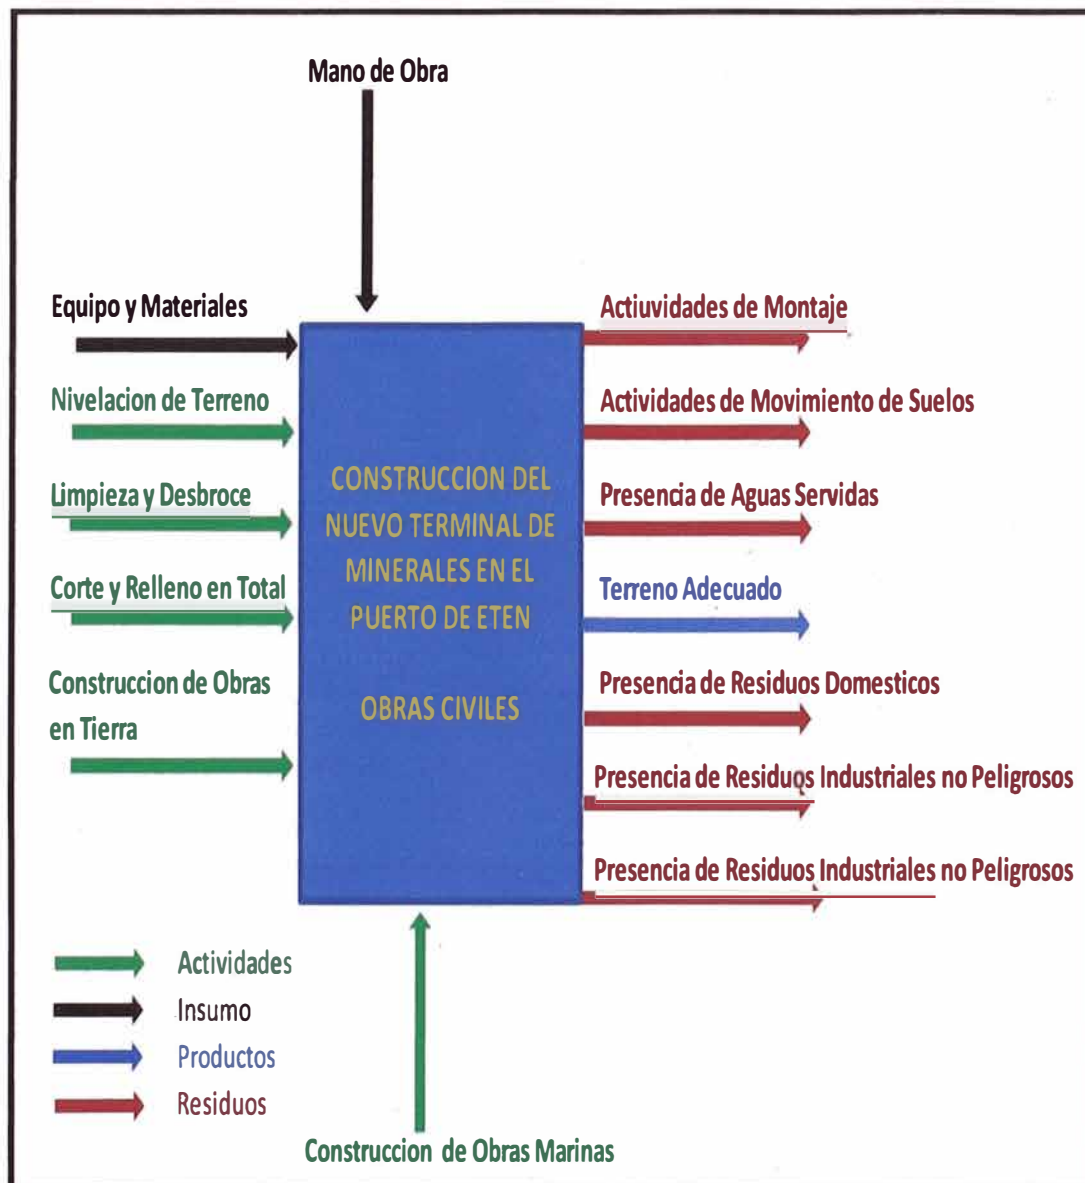 Mano de Obra
Equipo y Materiales
Nivelacion de Terreno
Limpieza y Desbroce
Corte y Relleno en Total
Construccion de Obras
en Tierra
CONSTRUCCION DEL
NUEVO TERMINAL DE
MINERALES EN EL
PUERTO DE ETEN
OBRAS CIVILES
Actiuvidades de Montaje
Actividades de Movimiento de Suelos
Presencia de Aguas Servidas
Terreno Adecuado
Presencia de Residuos Domesticos
Presencia de Residuos Industriales no Peligrosos
Presencia de Residuos Industriales no Peligrosos
Actividades
Insumo
Productos
Residuos
Construccion de Obras Marinas